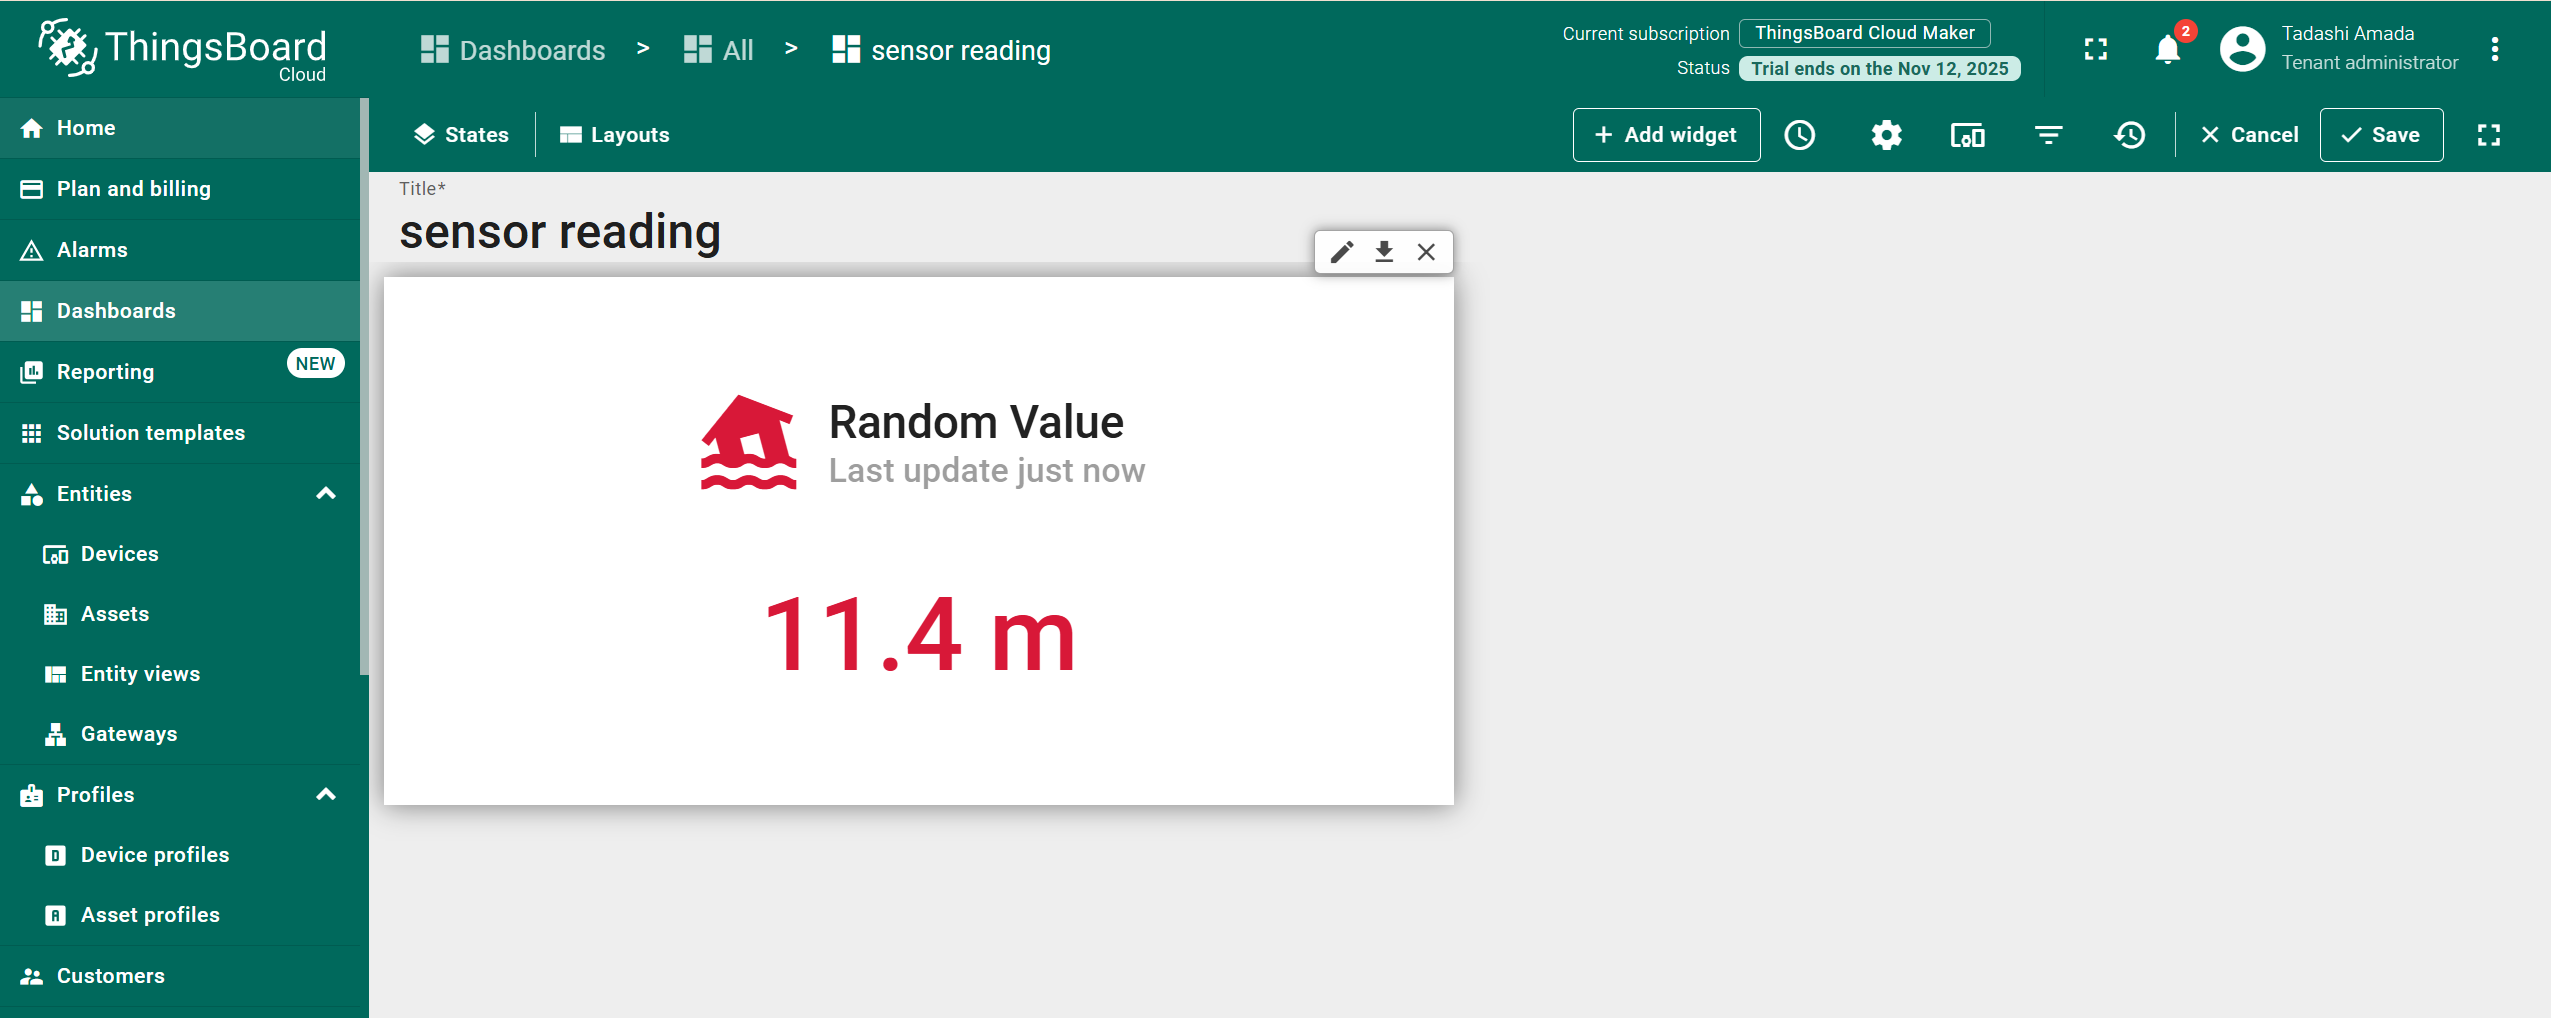 ThingsBoard
Cloud
Dashboards > All > sensor reading
Current subscription ThingsBoard Cloud Maker
Status Trial ends on the Nov 12, 2025
2
Tadashi Amada
Tenant administrator
Home
Plan and billing
Alarms
Dashboards
Reporting NEW
Solution templates
Entities
Devices
Assets
Entity views
Gateways
Profiles
Device profiles
Asset profiles
Customers
States
Layouts
+ Add widget
Cancel
Save
Title*
sensor reading
Random Value
Last update just now
11.4 m